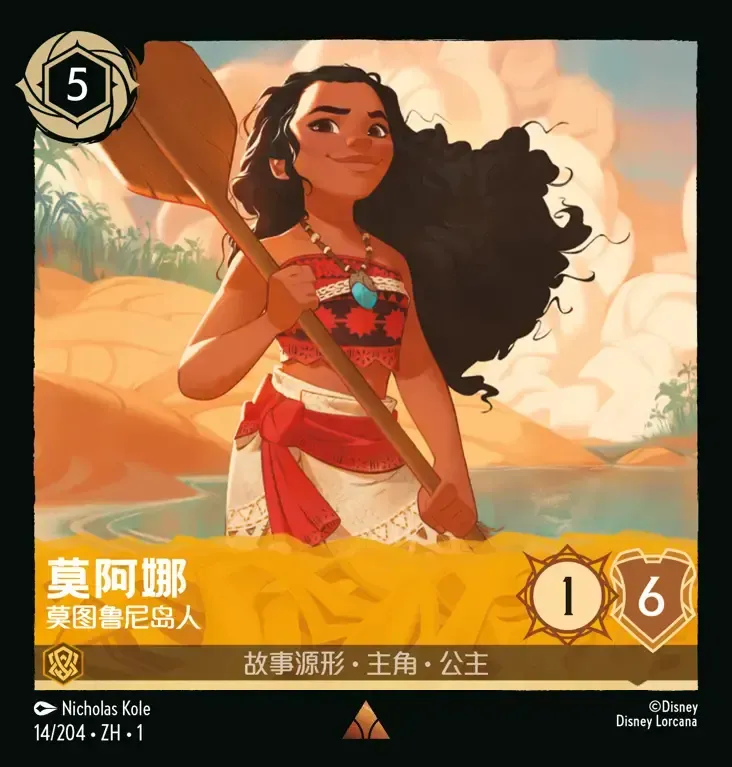 5
莫阿娜
莫图鲁尼岛人
1
6
故事源形 • 主角 • 公主
Nicholas Kole
14/204 • ZH • 1
©Disney
Disney Lorcana